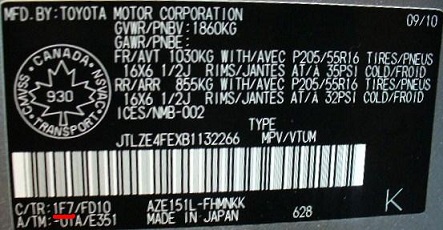 MFD.BY:TOYOTA MOTOR CORPORATION 09/10
GVWR/PNBV:1860KG
GAWR/PNBE:
FR/AVT 1030KG WITH/AVEC P205/55R16 TIRES/PNEUS
16X6 1/2J RIMS/JANTES AT/À 35PSI COLD/FROID
RR/ARR 855KG WITH/AVEC P205/55R16 TIRES/PNEUS
16X6 1/2J RIMS/JANTES AT/À 32PSI COLD/FROID
ICES/NMB-002
CANADA
CMVSS NSVAC
930
TRANSPORT
TYPE
JTLZE4FEXB1132266 MPV/VTUM
C/TR:1F7/FD10 AZE151L-FHMNKK
A/TM:-01A/E351 MADE IN JAPAN 628
K